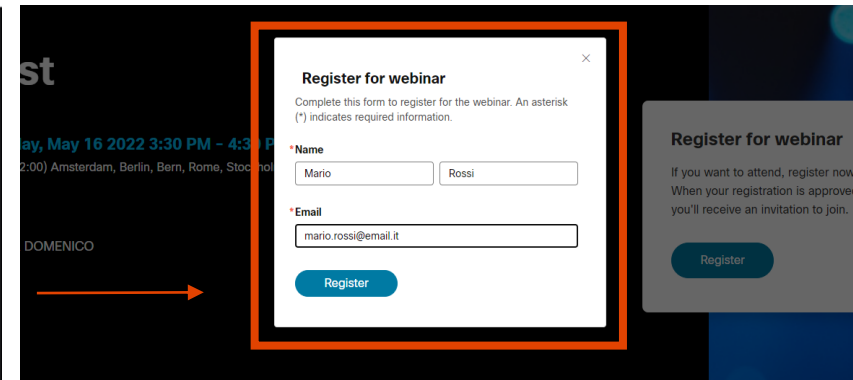 st
ay, May 16 2022 3:30 PM - 4:3 P
2:00) Amsterdam, Berlin, Bern, Rome, Stockhol
DOMENICO
Register for webinar
Complete this form to register for the webinar. An asterisk
(*) indicates required information.
*Name
Mario
Rossi
*Email
mario.rossi@email.it
Register
Register for webinar
If you want to attend, register now
When your registration is approved
you'll receive an invitation to join.
Register